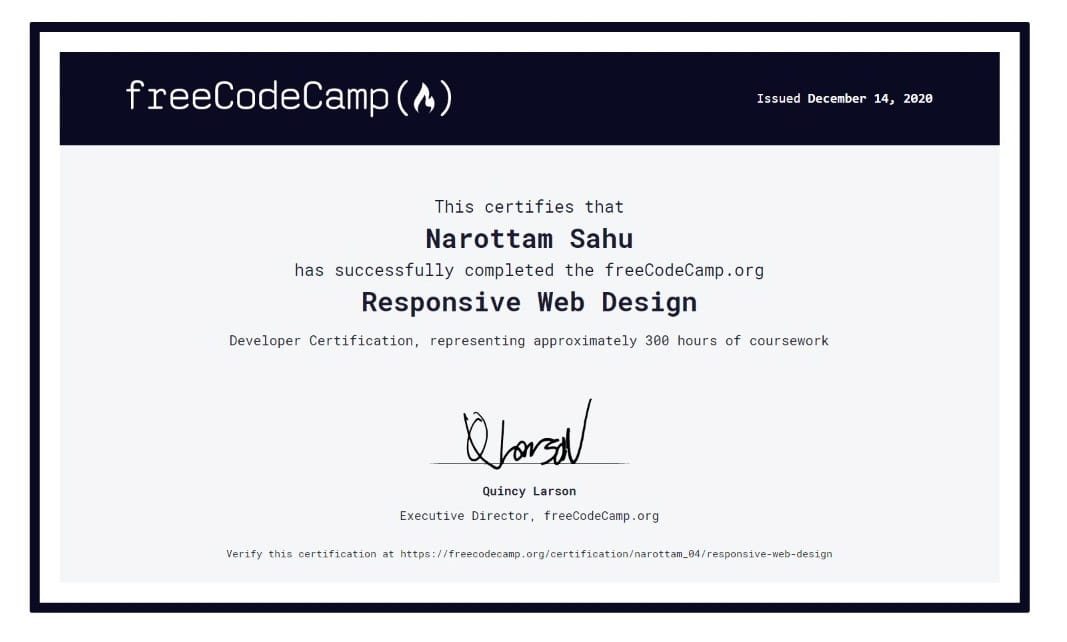 freeCodeCamp(🔥)
Issued December 14, 2020
This certifies that
Narottam Sahu
has successfully completed the freeCodeCamp.org
Responsive Web Design
Developer Certification, representing approximately 300 hours of coursework
Q Larson
Quincy Larson
Executive Director, freeCodeCamp.org
Verify this certification at https://freecodecamp.org/certification/narottam_04/responsive-web-design